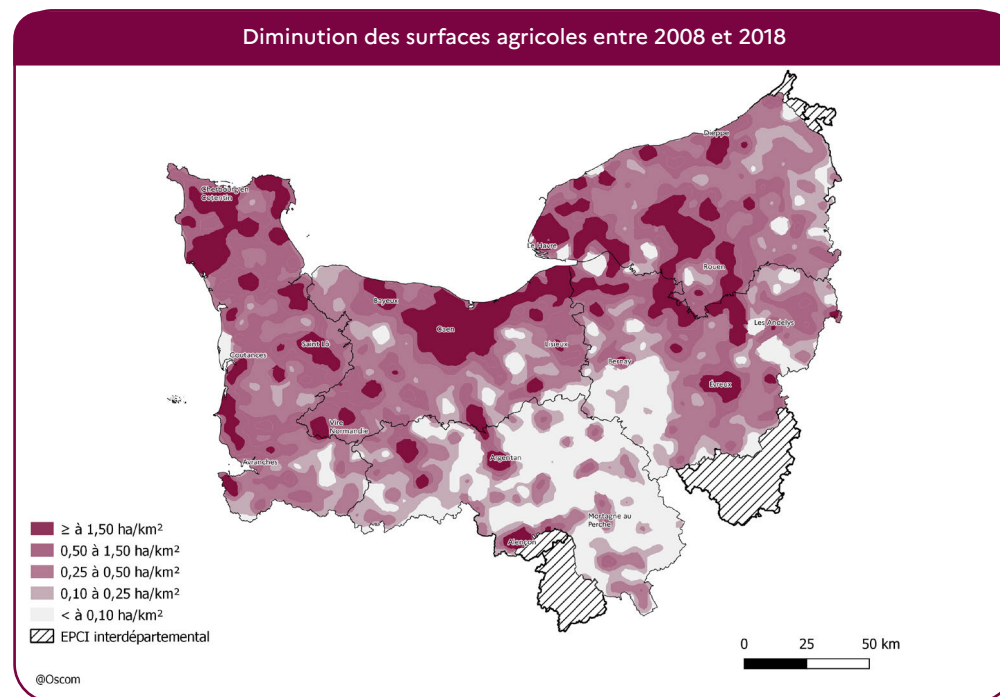 Diminution des surfaces agricoles entre 2008 et 2018
Dieppe
Cherbourg en
Cotentin
Le Havre
Rouen
Bayeux
Caen
Les Andelys
Lisieux
Saint Lô
Coutances
Bernay
Évreux
Vire
Normandie
Argentan
Avranches
Mortagne au
Perche
Alençon
≥ à 1,50 ha/km²
0,50 à 1,50 ha/km²
0,25 à 0,50 ha/km²
0,10 à 0,25 ha/km²
< à 0,10 ha/km²
EPCI interdépartemental
0 25 50 km
@Oscom